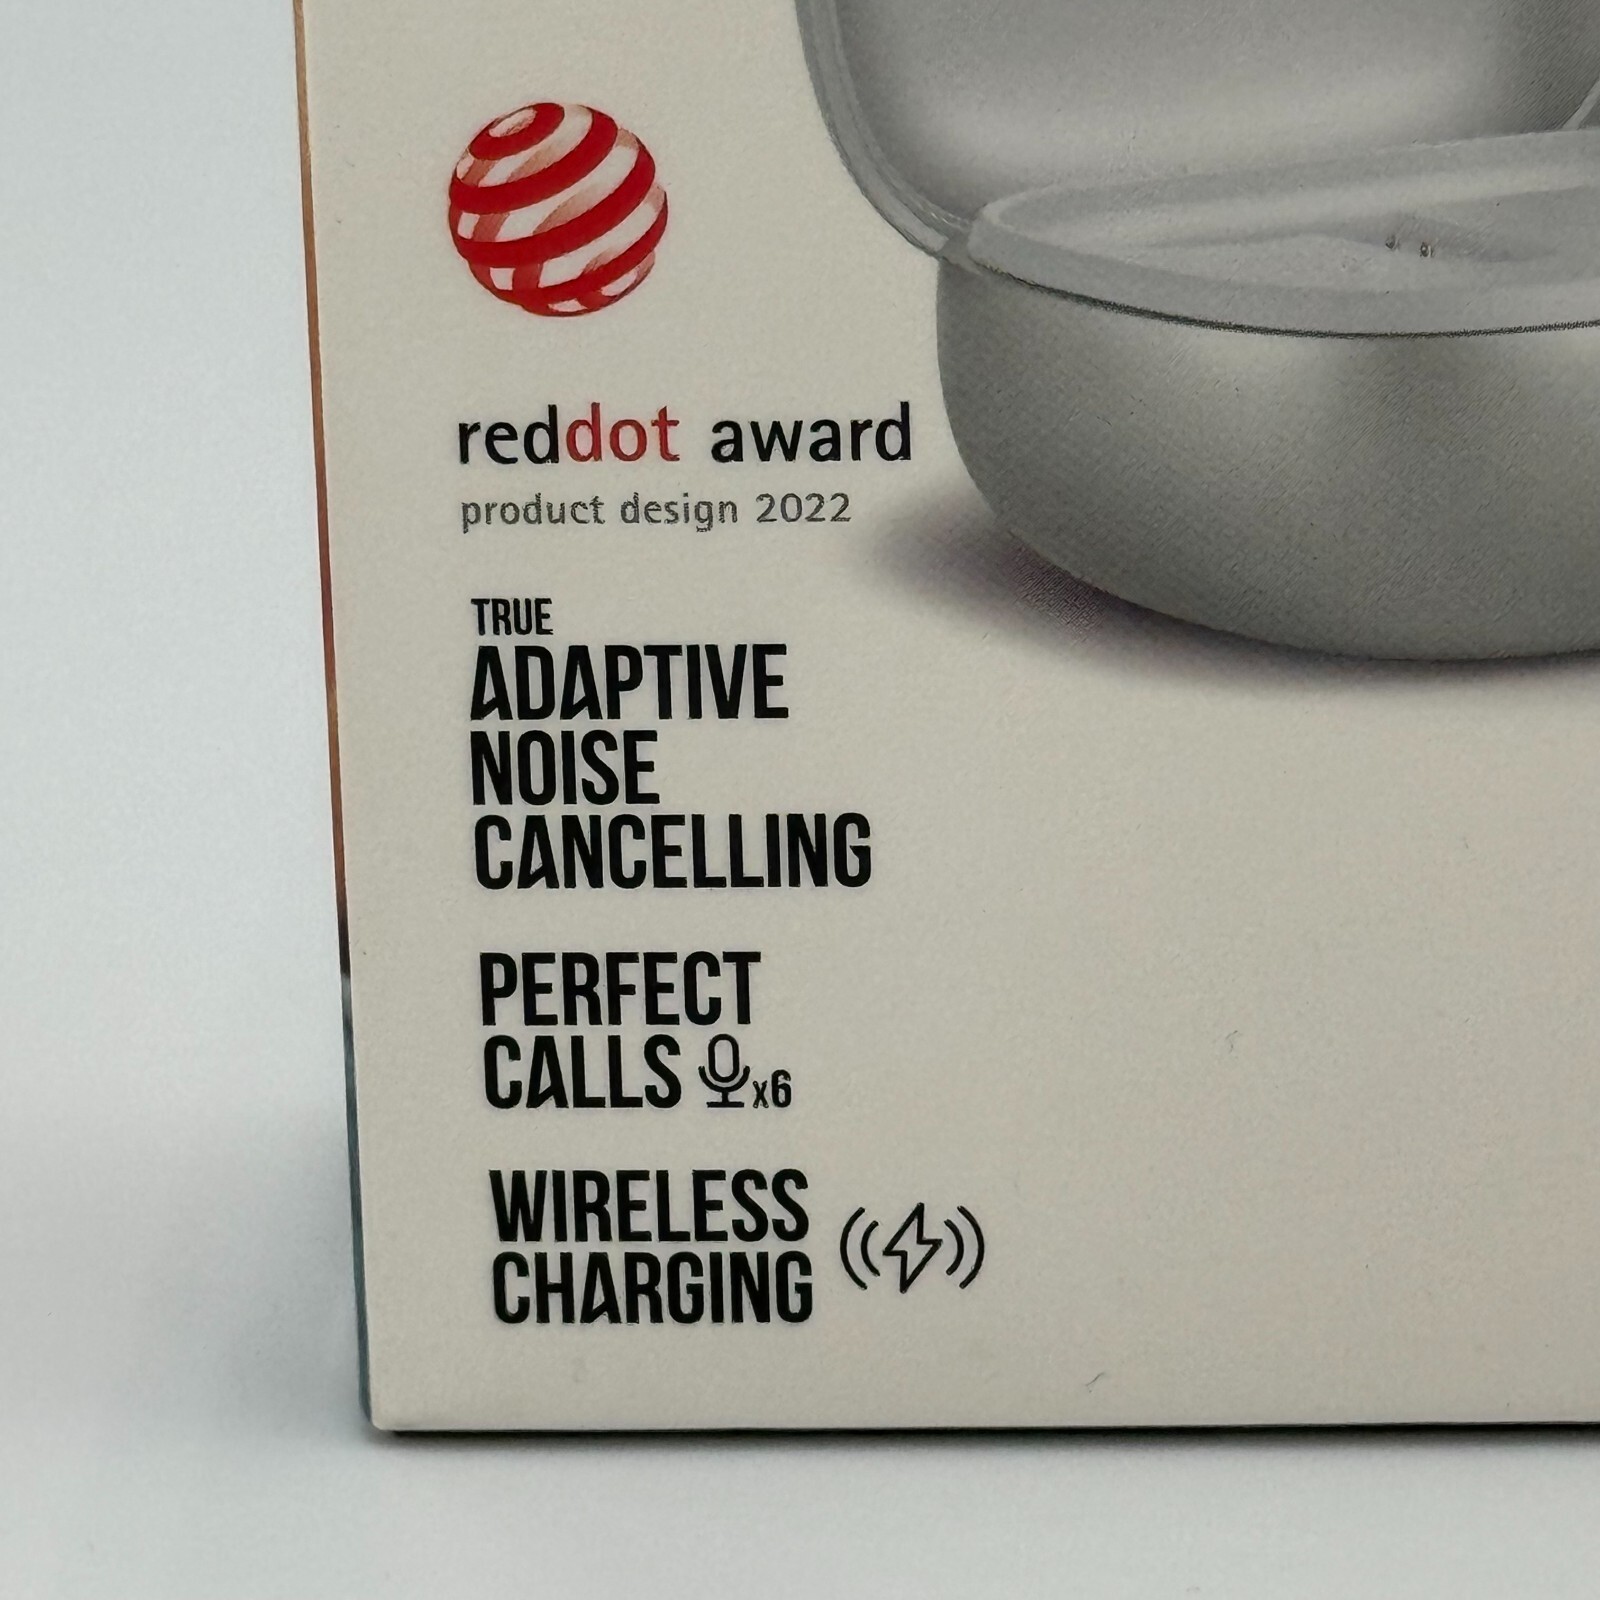 reddot award
product design 2022
TRUE
ADAPTIVE
NOISE
CANCELLING
PERFECT
CALLS x6
WIRELESS
CHARGING